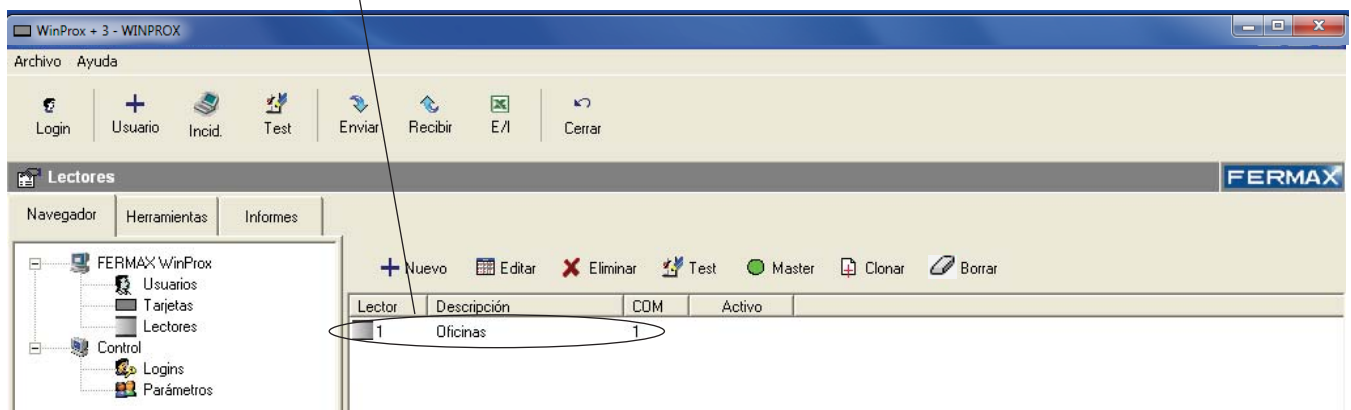 WinProx + 3 - WINPROX
Archivo Ayuda
Login Usuario Incid. Test Enviar Recibir E/I Cerrar
Lectores FERMAX
Navegador Herramientas Informes
FERMAX WinProx
Usuarios
Tarjetas
Lectores
Control
Logins
Parámetros
Nuevo Editar Eliminar Test Master Clonar Borrar
Lector Descripción COM Activo
1 Oficinas 1